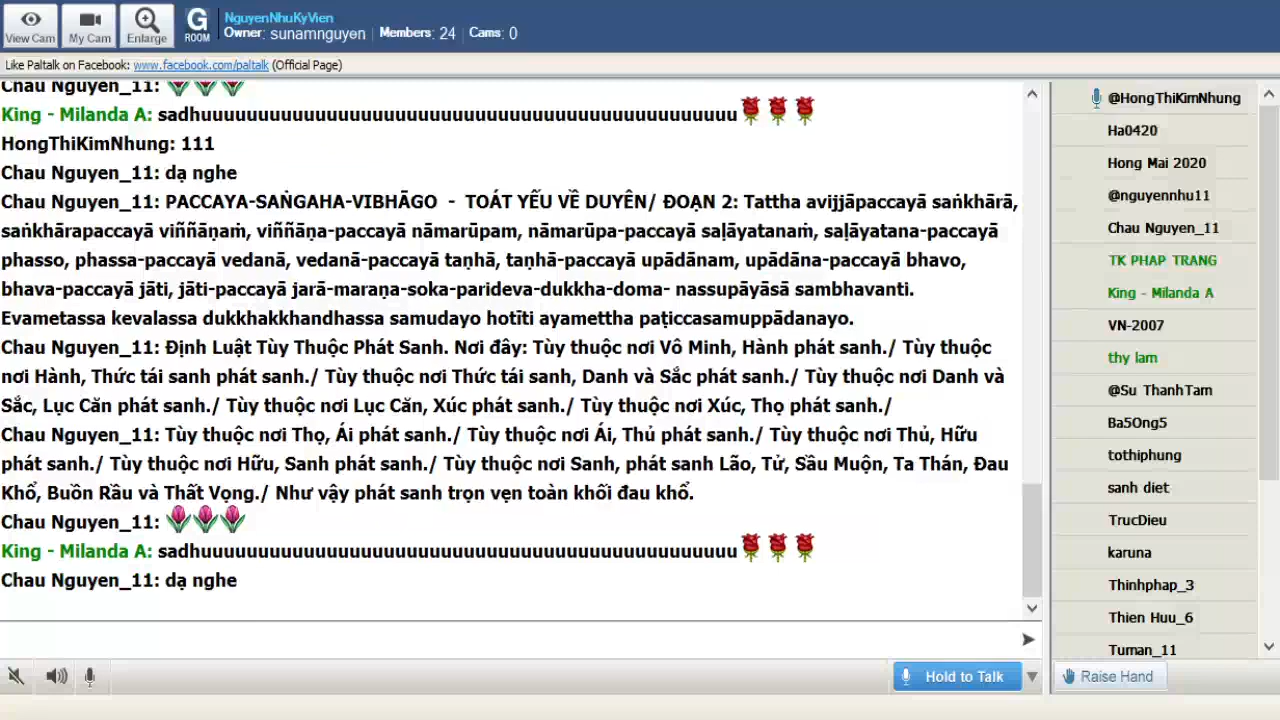 View Cam
My Cam
Enlarge
G
ROOM
NguyenNhuKyVien
Owner: sunamnguyen | Members: 24 | Cams: 0
Like Paltalk on Facebook: www.facebook.com/paltalk (Official Page)
Chau Nguyen_11:
King - Milanda A: sadhuuuuuuuuuuuuuuuuuuuuuuuuuuuuuuuuuuuuuuuuuuuuuuuu
HongThiKimNhung: 111
Chau Nguyen_11: dạ nghe
Chau Nguyen_11: PACCAYA-SAṄGAHA-VIBHĀGO - TOÁT YẾU VỀ DUYÊN/ ĐOẠN 2: Tattha avijjāpaccayā saṅkhārā,
saṅkhārapaccayā viññāṇaṁ, viññāṇa-paccayā nāmarūpam, nāmarūpa-paccayā saḷāyatanaṁ, saḷāyatana-paccayā
phasso, phassa-paccayā vedanā, vedanā-paccayā taṇhā, taṇhā-paccayā upādānam, upādāna-paccayā bhavo,
bhava-paccayā jāti, jāti-paccayā jarā-maraṇa-soka-parideva-dukkha-doma- nassupāyāsā sambhavanti.
Evametassa kevalassa dukkhakkhandhassa samudayo hotīti ayamettha paṭiccasamuppādanayo.
Chau Nguyen_11: Định Luật Tùy Thuộc Phát Sanh. Nơi đây: Tùy thuộc nơi Vô Minh, Hành phát sanh./ Tùy thuộc
nơi Hành, Thức tái sanh phát sanh./ Tùy thuộc nơi Thức tái sanh, Danh và Sắc phát sanh./ Tùy thuộc nơi Danh và
Sắc, Lục Căn phát sanh./ Tùy thuộc nơi Lục Căn, Xúc phát sanh./ Tùy thuộc nơi Xúc, Thọ phát sanh./
Chau Nguyen_11: Tùy thuộc nơi Thọ, Ái phát sanh./ Tùy thuộc nơi Ái, Thủ phát sanh./ Tùy thuộc nơi Thủ, Hữu
phát sanh./ Tùy thuộc nơi Hữu, Sanh phát sanh./ Tùy thuộc nơi Sanh, phát sanh Lão, Tử, Sầu Muộn, Ta Thán, Đau
Khổ, Buồn Rầu và Thất Vọng./ Như vậy phát sanh trọn vẹn toàn khối đau khổ.
Chau Nguyen_11:
King - Milanda A: sadhuuuuuuuuuuuuuuuuuuuuuuuuuuuuuuuuuuuuuuuuuuuuuuuu
Chau Nguyen_11: dạ nghe
Hold to Talk
@HongThiKimNhung
Ha0420
Hong Mai 2020
@nguyennhu11
Chau Nguyen_11
TK PHAP TRANG
King - Milanda A
VN-2007
thy lam
@Su ThanhTam
Ba5Ong5
tothiphung
sanh diet
TrucDieu
karuna
Thinhphap_3
Thien Huu_6
Tuman_11
Raise Hand